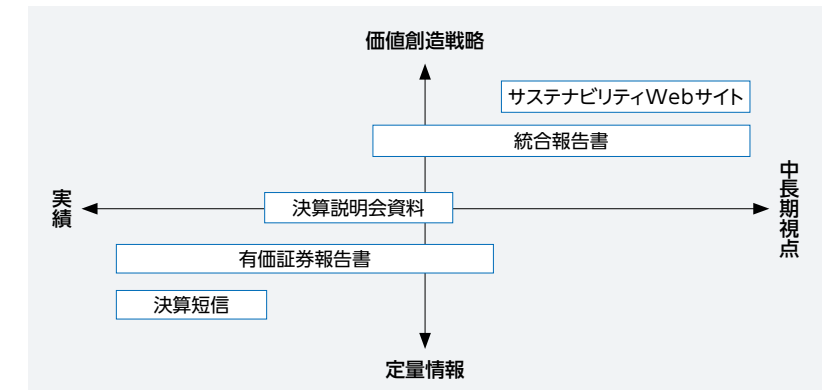 価値創造戦略
サステナビリティWebサイト
統合報告書
実績
決算説明会資料
中長期視点
有価証券報告書
決算短信
定量情報